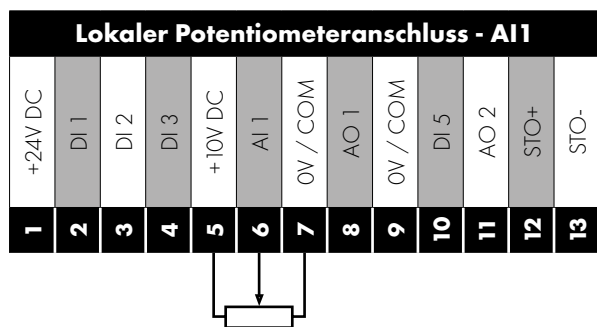 Lokaler Potentiometeranschluss - AI1
+24V DC
DI 1
DI 2
DI 3
+10V DC
AI 1
0V / COM
AO 1
0V / COM
DI 5
AO 2
STO+
STO-
1
2
3
4
5
6
7
8
9
10
11
12
13